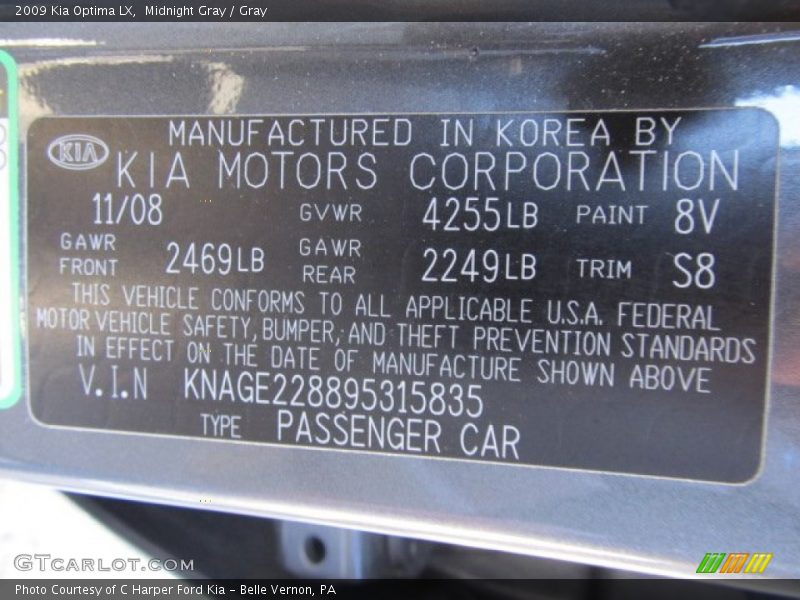 2009 Kia Optima LX,  Midnight Gray / Gray
MANUFACTURED IN KOREA BY
KIA KIA MOTORS CORPORATION
11/08 GVWR 4255LB PAINT 8V
GAWR FRONT 2469LB GAWR REAR 2249LB TRIM S8
THIS VEHICLE CONFORMS TO ALL APPLICABLE U.S.A. FEDERAL
MOTOR VEHICLE SAFETY, BUMPER, AND THEFT PREVENTION STANDARDS
IN EFFECT ON THE DATE OF MANUFACTURE SHOWN ABOVE
V.I.N KNAGE228895315835
TYPE PASSENGER CAR
GTcarlot.com
Photo Courtesy of C Harper Ford Kia – Belle Vernon, PA